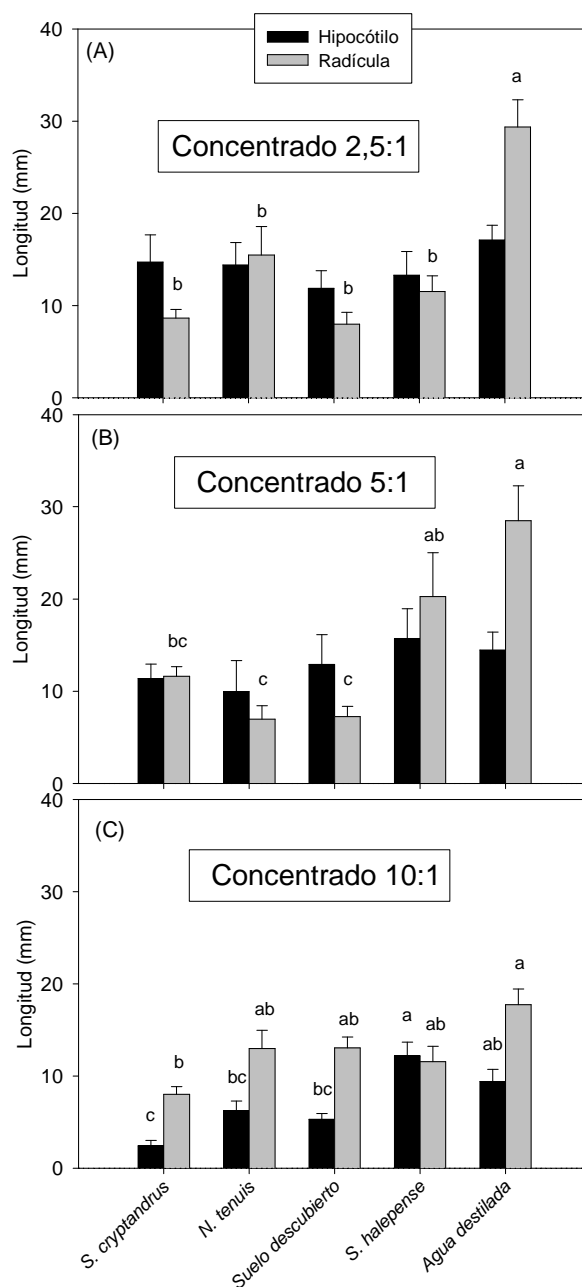 (A)
Hipocótilo
Radícula
Concentrado 2,5:1
Longitud (mm)
40
30
20
10
0
b
b
b
b
a
(B)
Concentrado 5:1
Longitud (mm)
40
30
20
10
0
bc
c
c
ab
a
(C)
Concentrado 10:1
Longitud (mm)
40
30
20
10
0
c
b
bc
ab
bc
ab
a
ab
ab
a
S. cryptandrus
N. tenuis
Suelo descubierto
S. halepense
Agua destilada